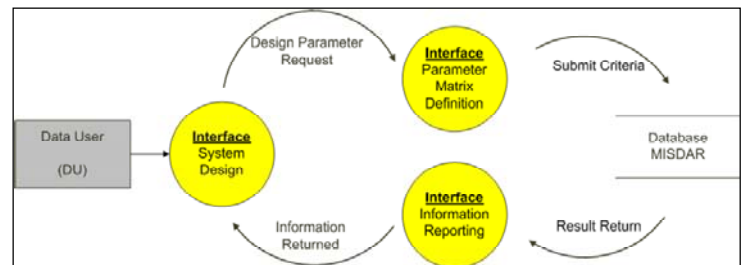 Data User
(DU)
Interface
System
Design
Design Parameter
Request
Interface
Parameter
Matrix
Definition
Submit Criteria
Database
MISDAR
Result Return
Interface
Information
Reporting
Information
Returned